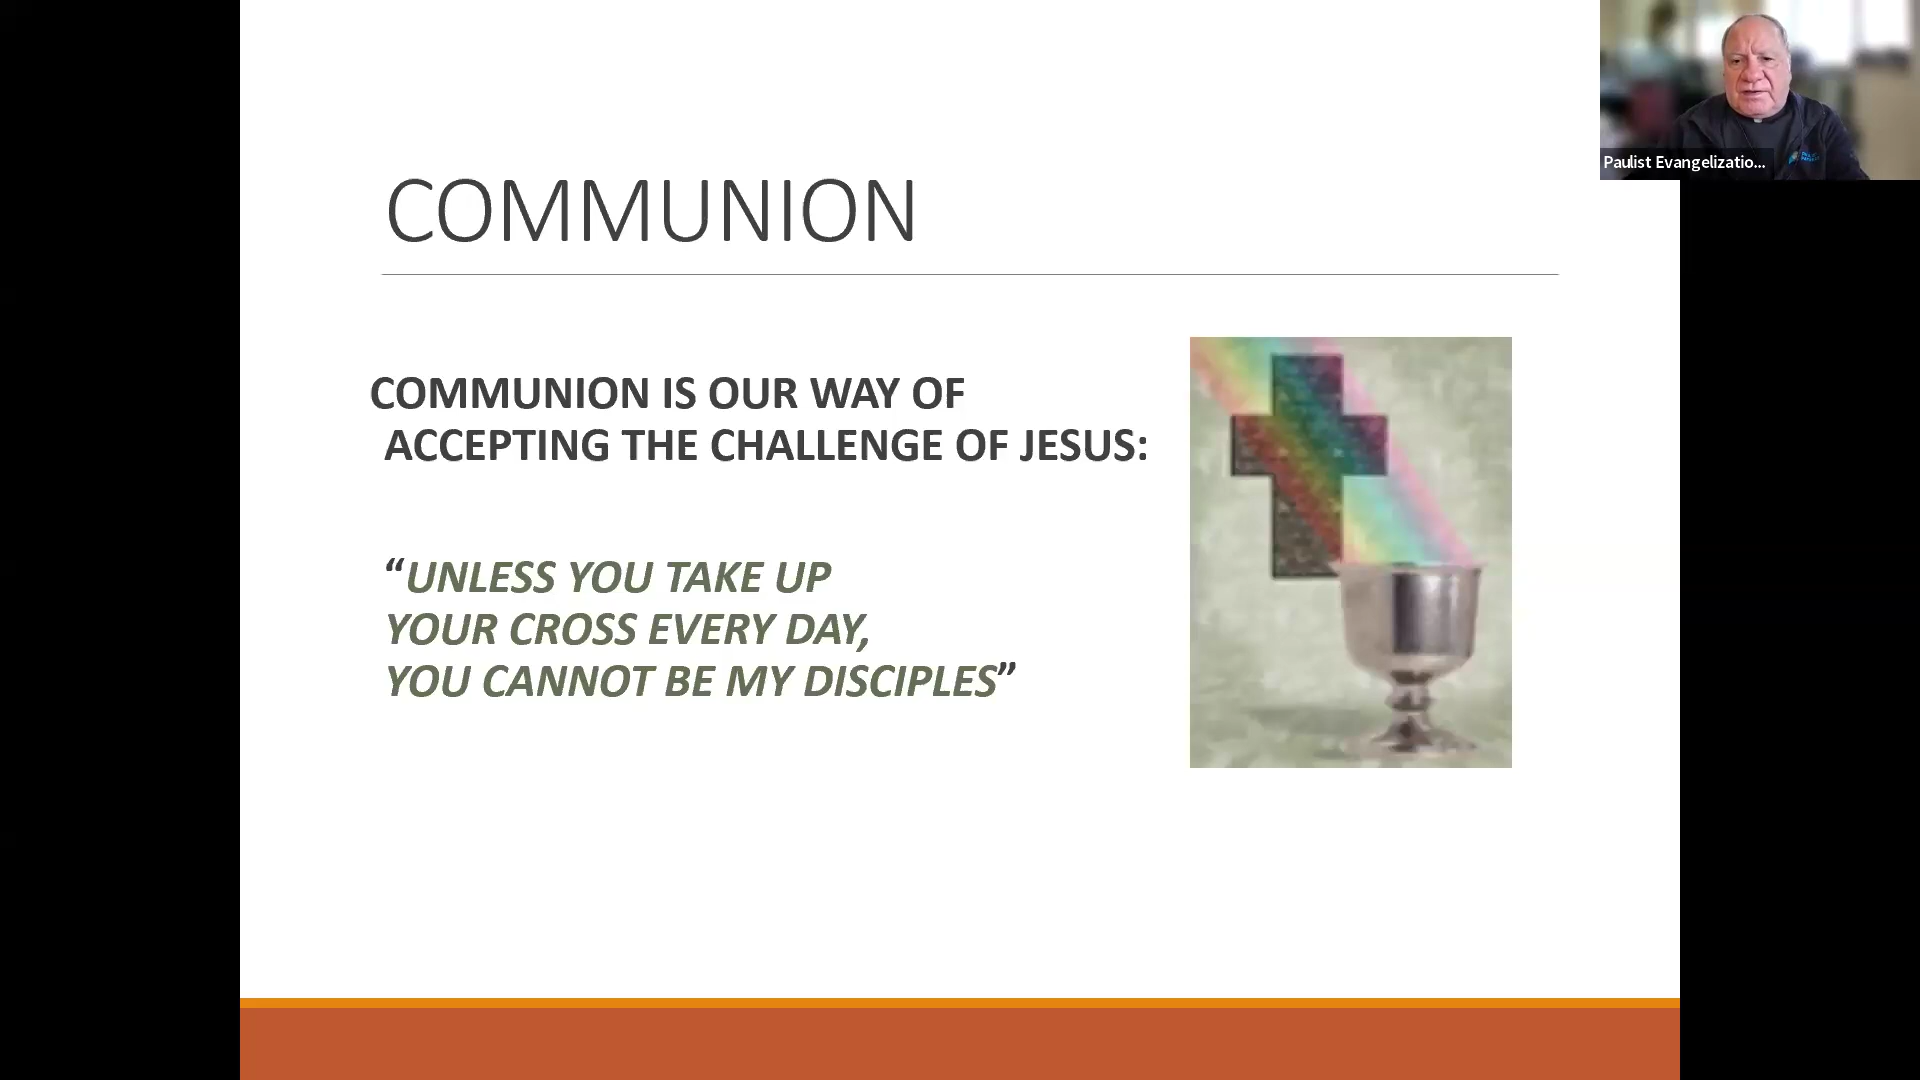 COMMUNION
COMMUNION IS OUR WAY OF
ACCEPTING THE CHALLENGE OF JESUS:
“UNLESS YOU TAKE UP
YOUR CROSS EVERY DAY,
YOU CANNOT BE MY DISCIPLES”
Paulist Evangelizatio...